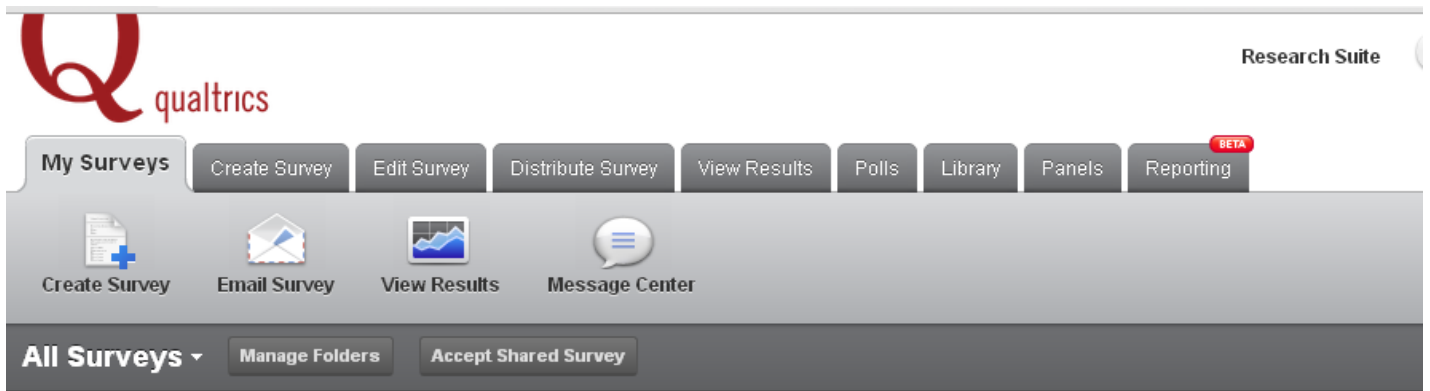 Q
Research Suite
qualtrics
BETA
My Surveys Create Survey Edit Survey Distribute Survey View Results Polls Library Panels Reporting
Create Survey Email Survey View Results Message Center
All Surveys Manage Folders Accept Shared Survey